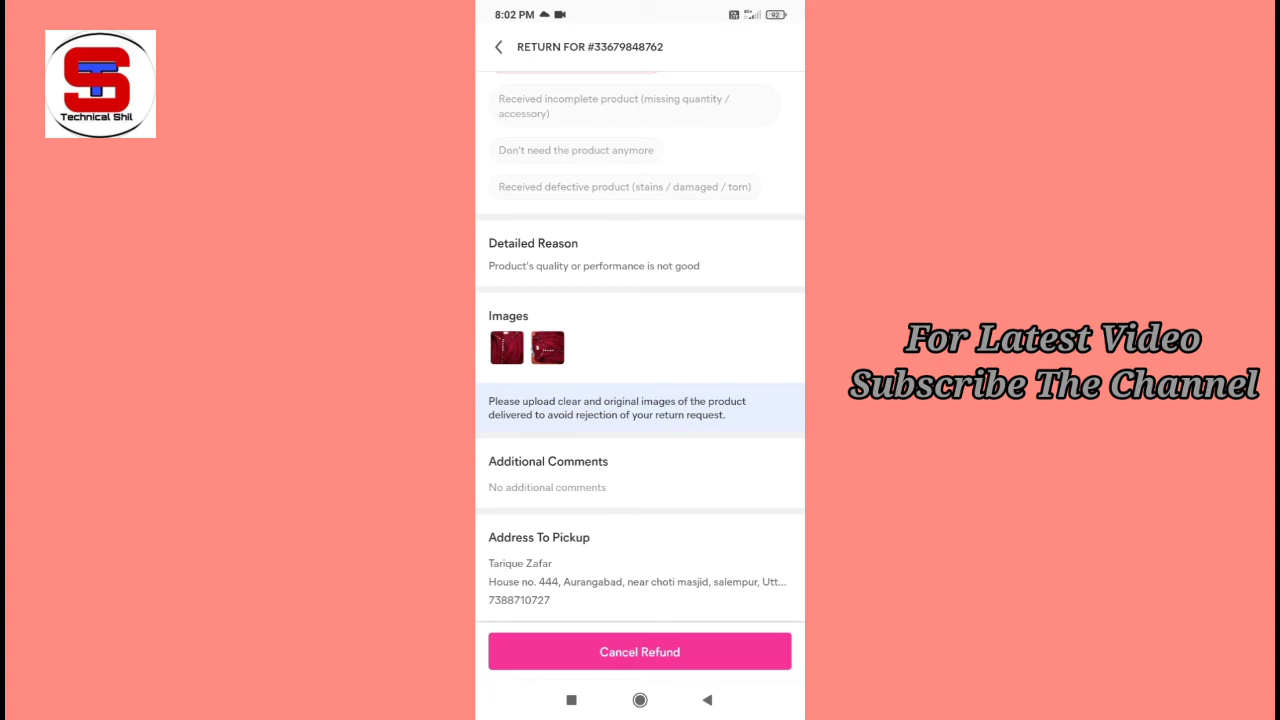 Technical Shil
8:02 PM
92
RETURN FOR #33679848762
Received incomplete product (missing quantity /
accessory)
Don't need the product anymore
Received defective product (stains / damaged / torn)
Detailed Reason
Product's quality or performance is not good
Images
Please upload clear and original images of the product
delivered to avoid rejection of your return request.
Additional Comments
No additional comments
Address To Pickup
Tarique Zafar
House no. 444, Aurangabad, near choti masjid, salempur, Utt...
7388710727
Cancel Refund
For Latest Video
Subscribe The Channel